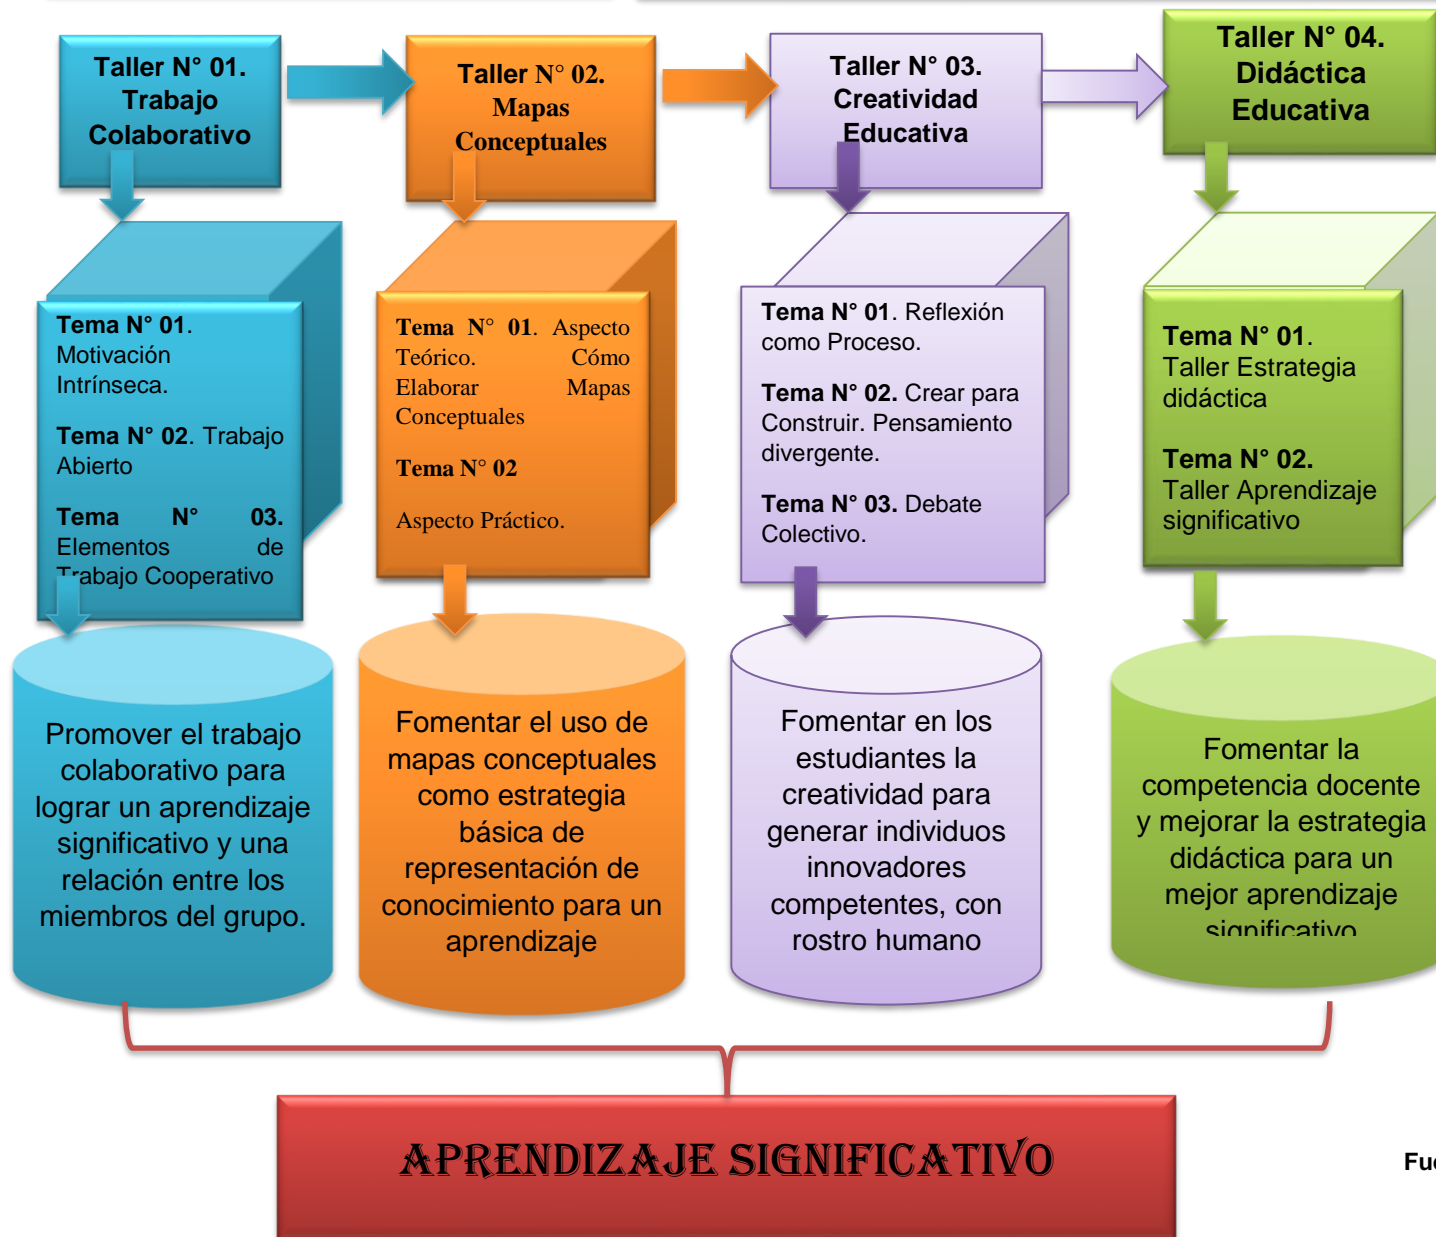 Taller N° 01.
Trabajo
Colaborativo
Taller N° 02.
Mapas
Conceptuales
Taller N° 03.
Creatividad
Educativa
Taller N° 04.
Didáctica
Educativa
Tema N° 01.
Motivación
Intrínseca.
Tema N° 02. Trabajo
Abierto
Tema N° 03.
Elementos de
Trabajo Cooperativo
Tema N° 01. Aspecto
Teórico. Cómo
Elaborar Mapas
Conceptuales
Tema N° 02
Aspecto Práctico.
Tema N° 01. Reflexión
como Proceso.
Tema N° 02. Crear para
Construir. Pensamiento
divergente.
Tema N° 03. Debate
Colectivo.
Tema N° 01.
Taller Estrategia
didáctica
Tema N° 02.
Taller Aprendizaje
significativo
Promover el trabajo
colaborativo para
lograr un aprendizaje
significativo y una
relación entre los
miembros del grupo.
Fomentar el uso de
mapas conceptuales
como estrategia
básica de
representación de
conocimiento para un
aprendizaje
Fomentar en los
estudiantes la
creatividad para
generar individuos
innovadores
competentes, con
rostro humano
Fomentar la
competencia docente
y mejorar la estrategia
didáctica para un
mejor aprendizaje
significativo
APRENDIZAJE SIGNIFICATIVO